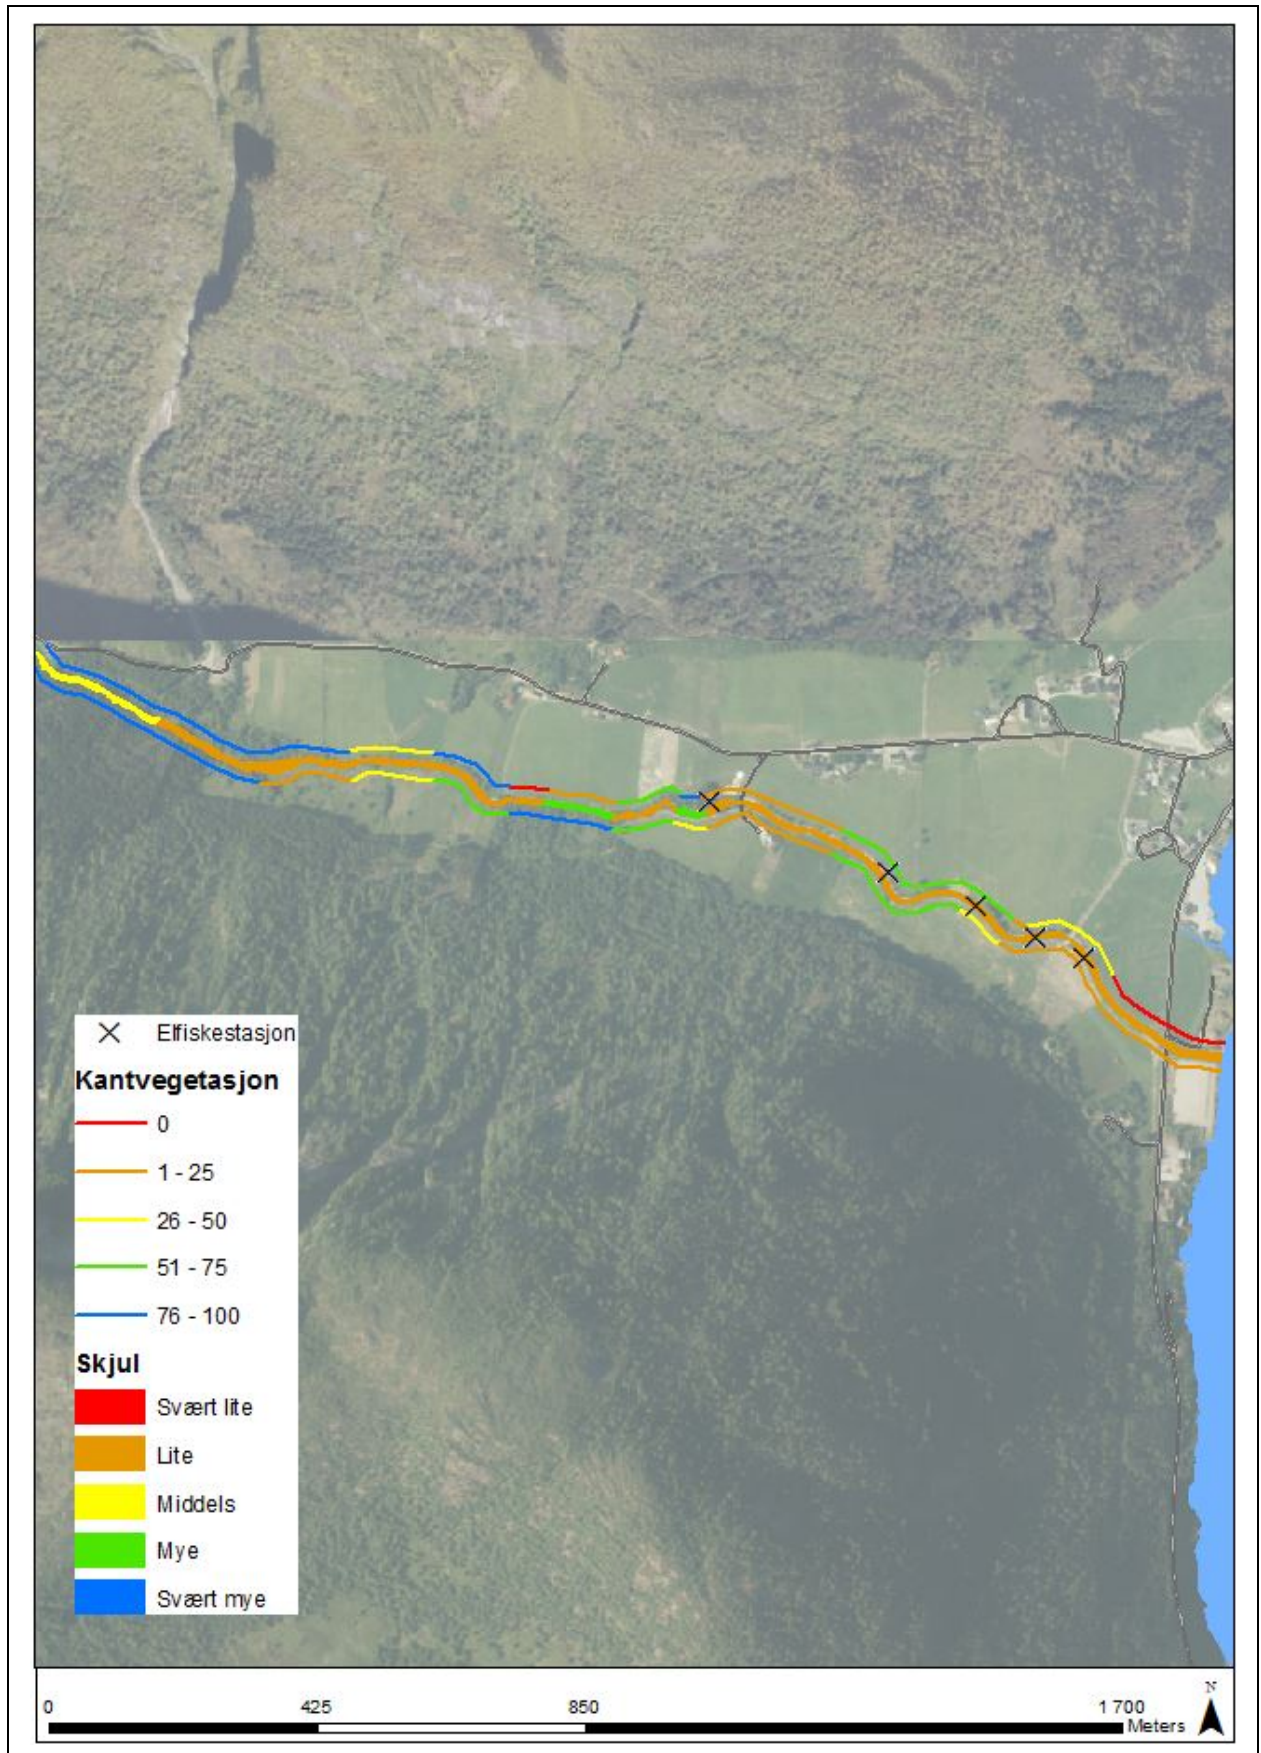 Elfiskestasjon
Kantvegetasjon
0
1 - 25
26 - 50
51 - 75
76 - 100
Skjul
Svært lite
Lite
Middels
Mye
Svært mye
0 425 850 1 700
Meters
N